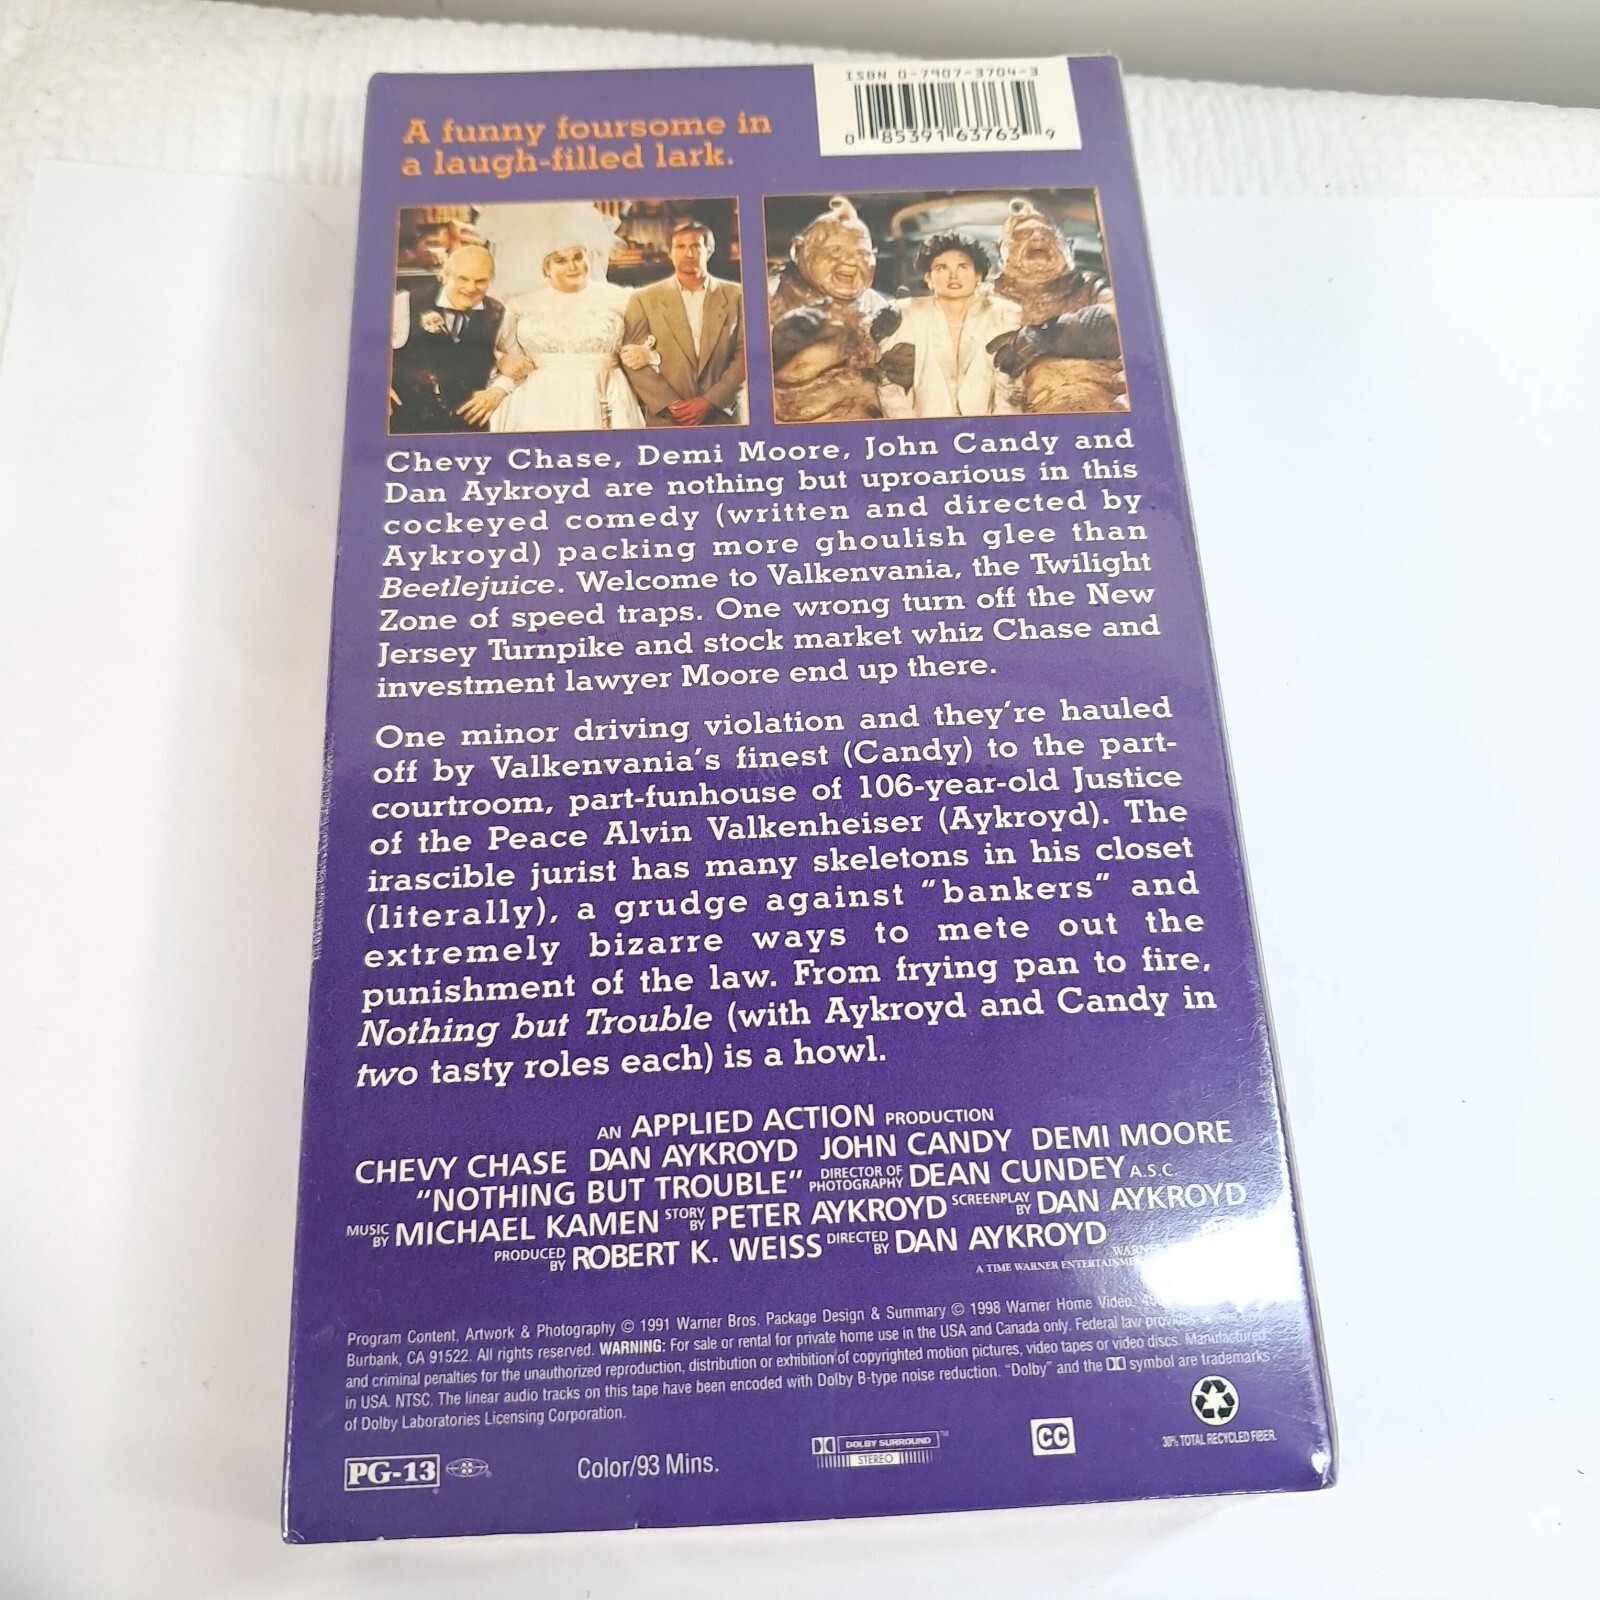 ISBN 0-7907-3704-3
0 85391 63763 9
A funny foursome in
a laugh-filled lark.
Chevy Chase, Demi Moore, John Candy and
Dan Aykroyd are nothing but uproarious in this
cockeyed comedy (written and directed by
Aykroyd) packing more ghoulish glee than
Beetlejuice. Welcome to Valkenvania, the Twilight
Zone of speed traps. One wrong turn off the New
Jersey Turnpike and stock market whiz Chase and
investment lawyer Moore end up there.
One minor driving violation and they're hauled
off by Valkenvania's finest (Candy) to the part-
courtroom, part-funhouse of 106-year-old Justice
of the Peace Alvin Valkenheiser (Aykroyd). The
irascible jurist has many skeletons in his closet
(literally), a grudge against "bankers" and
extremely bizarre ways to mete out the
punishment of the law. From frying pan to fire,
Nothing but Trouble (with Aykroyd and Candy in
two tasty roles each) is a howl.
AN APPLIED ACTION PRODUCTION
CHEVY CHASE DAN AYKROYD JOHN CANDY DEMI MOORE
"NOTHING BUT TROUBLE" DIRECTOR OF PHOTOGRAPHY DEAN CUNDEY A.S.C.
MUSIC BY MICHAEL KAMEN STORY BY PETER AYKROYD SCREENPLAY BY DAN AYKROYD
PRODUCED BY ROBERT K. WEISS DIRECTED BY DAN AYKROYD
A TIME WARNER
Program Content, Artwork & Photography © 1991 Warner Bros. Package Design & Summary © 1998 Warner Home Video.
Burbank, CA 91522. All rights reserved. WARNING: For sale or rental for private home use in the USA and Canada only. Federal law provides
and criminal penalties for the unauthorized reproduction, distribution or exhibition of copyrighted motion pictures, video tapes or video discs. Manufactured
in USA. NTSC. The linear audio tracks on this tape have been encoded with Dolby B-type noise reduction. "Dolby" and the DD symbol are trademarks
of Dolby Laboratories Licensing Corporation.
PG-13 ®
Color/93 Mins.
DOLBY SURROUND ™
STEREO
CC
30% TOTAL RECYCLED FIBER.